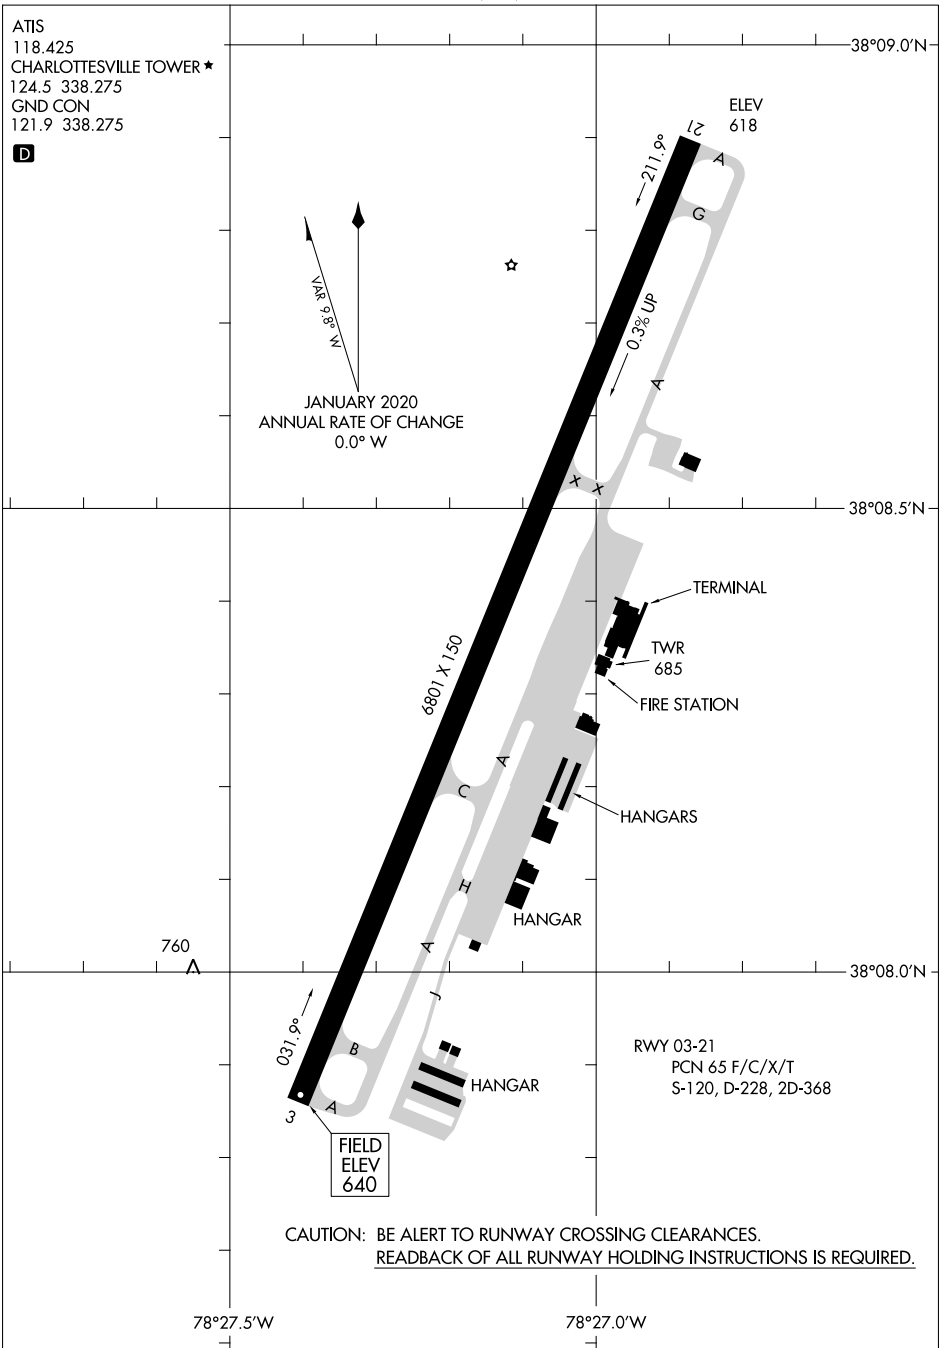 ATIS
118.425
CHARLOTTESVILLE TOWER ★
124.5 338.275
GND CON
121.9 338.275
D
38°09.0'N
ELEV
618
21
A
211.9°
G
VAR 9.8° W
0.3% UP
A
JANUARY 2020
ANNUAL RATE OF CHANGE
0.0° W
X X
38°08.5'N
TERMINAL
6801 X 150
TWR
685
FIRE STATION
A
C
HANGARS
H
HANGAR
760
A
38°08.0'N
J
031.9°
B
RWY 03-21
PCN 65 F/C/X/T
S-120, D-228, 2D-368
HANGAR
3
A
FIELD
ELEV
640
CAUTION: BE ALERT TO RUNWAY CROSSING CLEARANCES.
READBACK OF ALL RUNWAY HOLDING INSTRUCTIONS IS REQUIRED.
78°27.5'W
78°27.0'W